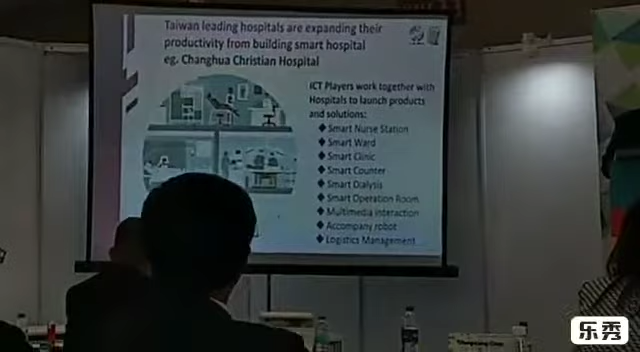 Taiwan leading hospitals are expanding their
productivity from building smart hospital
eg. Changhua Christian Hospital
ICT Players work together with
Hospitals to launch products
and solutions:
◆ Smart Nurse Station
◆ Smart Ward
◆ Smart Clinic
◆ Smart Counter
◆ Smart Dialysis
◆ Smart Operation Room
◆ Multimedia interaction
◆ Accompany robot
◆ Logistics Management
乐秀